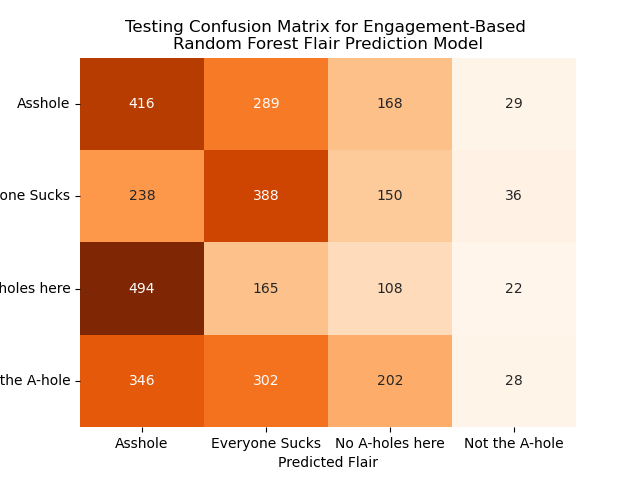 Testing Confusion Matrix for Engagement-Based
Random Forest Flair Prediction Model
Asshole 416 289 168 29
one Sucks 238 388 150 36
holes here 494 165 108 22
the A-hole 346 302 202 28
Asshole Everyone Sucks No A-holes here Not the A-hole
Predicted Flair